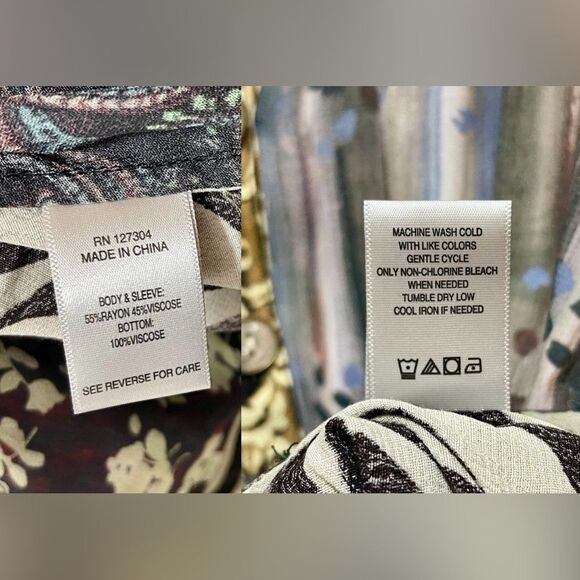 RN 127304
MADE IN CHINA
BODY & SLEEVE:
55%RAYON 45%VISCOSE
BOTTOM:
100%VISCOSE
SEE REVERSE FOR CARE
MACHINE WASH COLD
WITH LIKE COLORS
GENTLE CYCLE
ONLY NON-CHLORINE BLEACH
WHEN NEEDED
TUMBLE DRY LOW
COOL IRON IF NEEDED